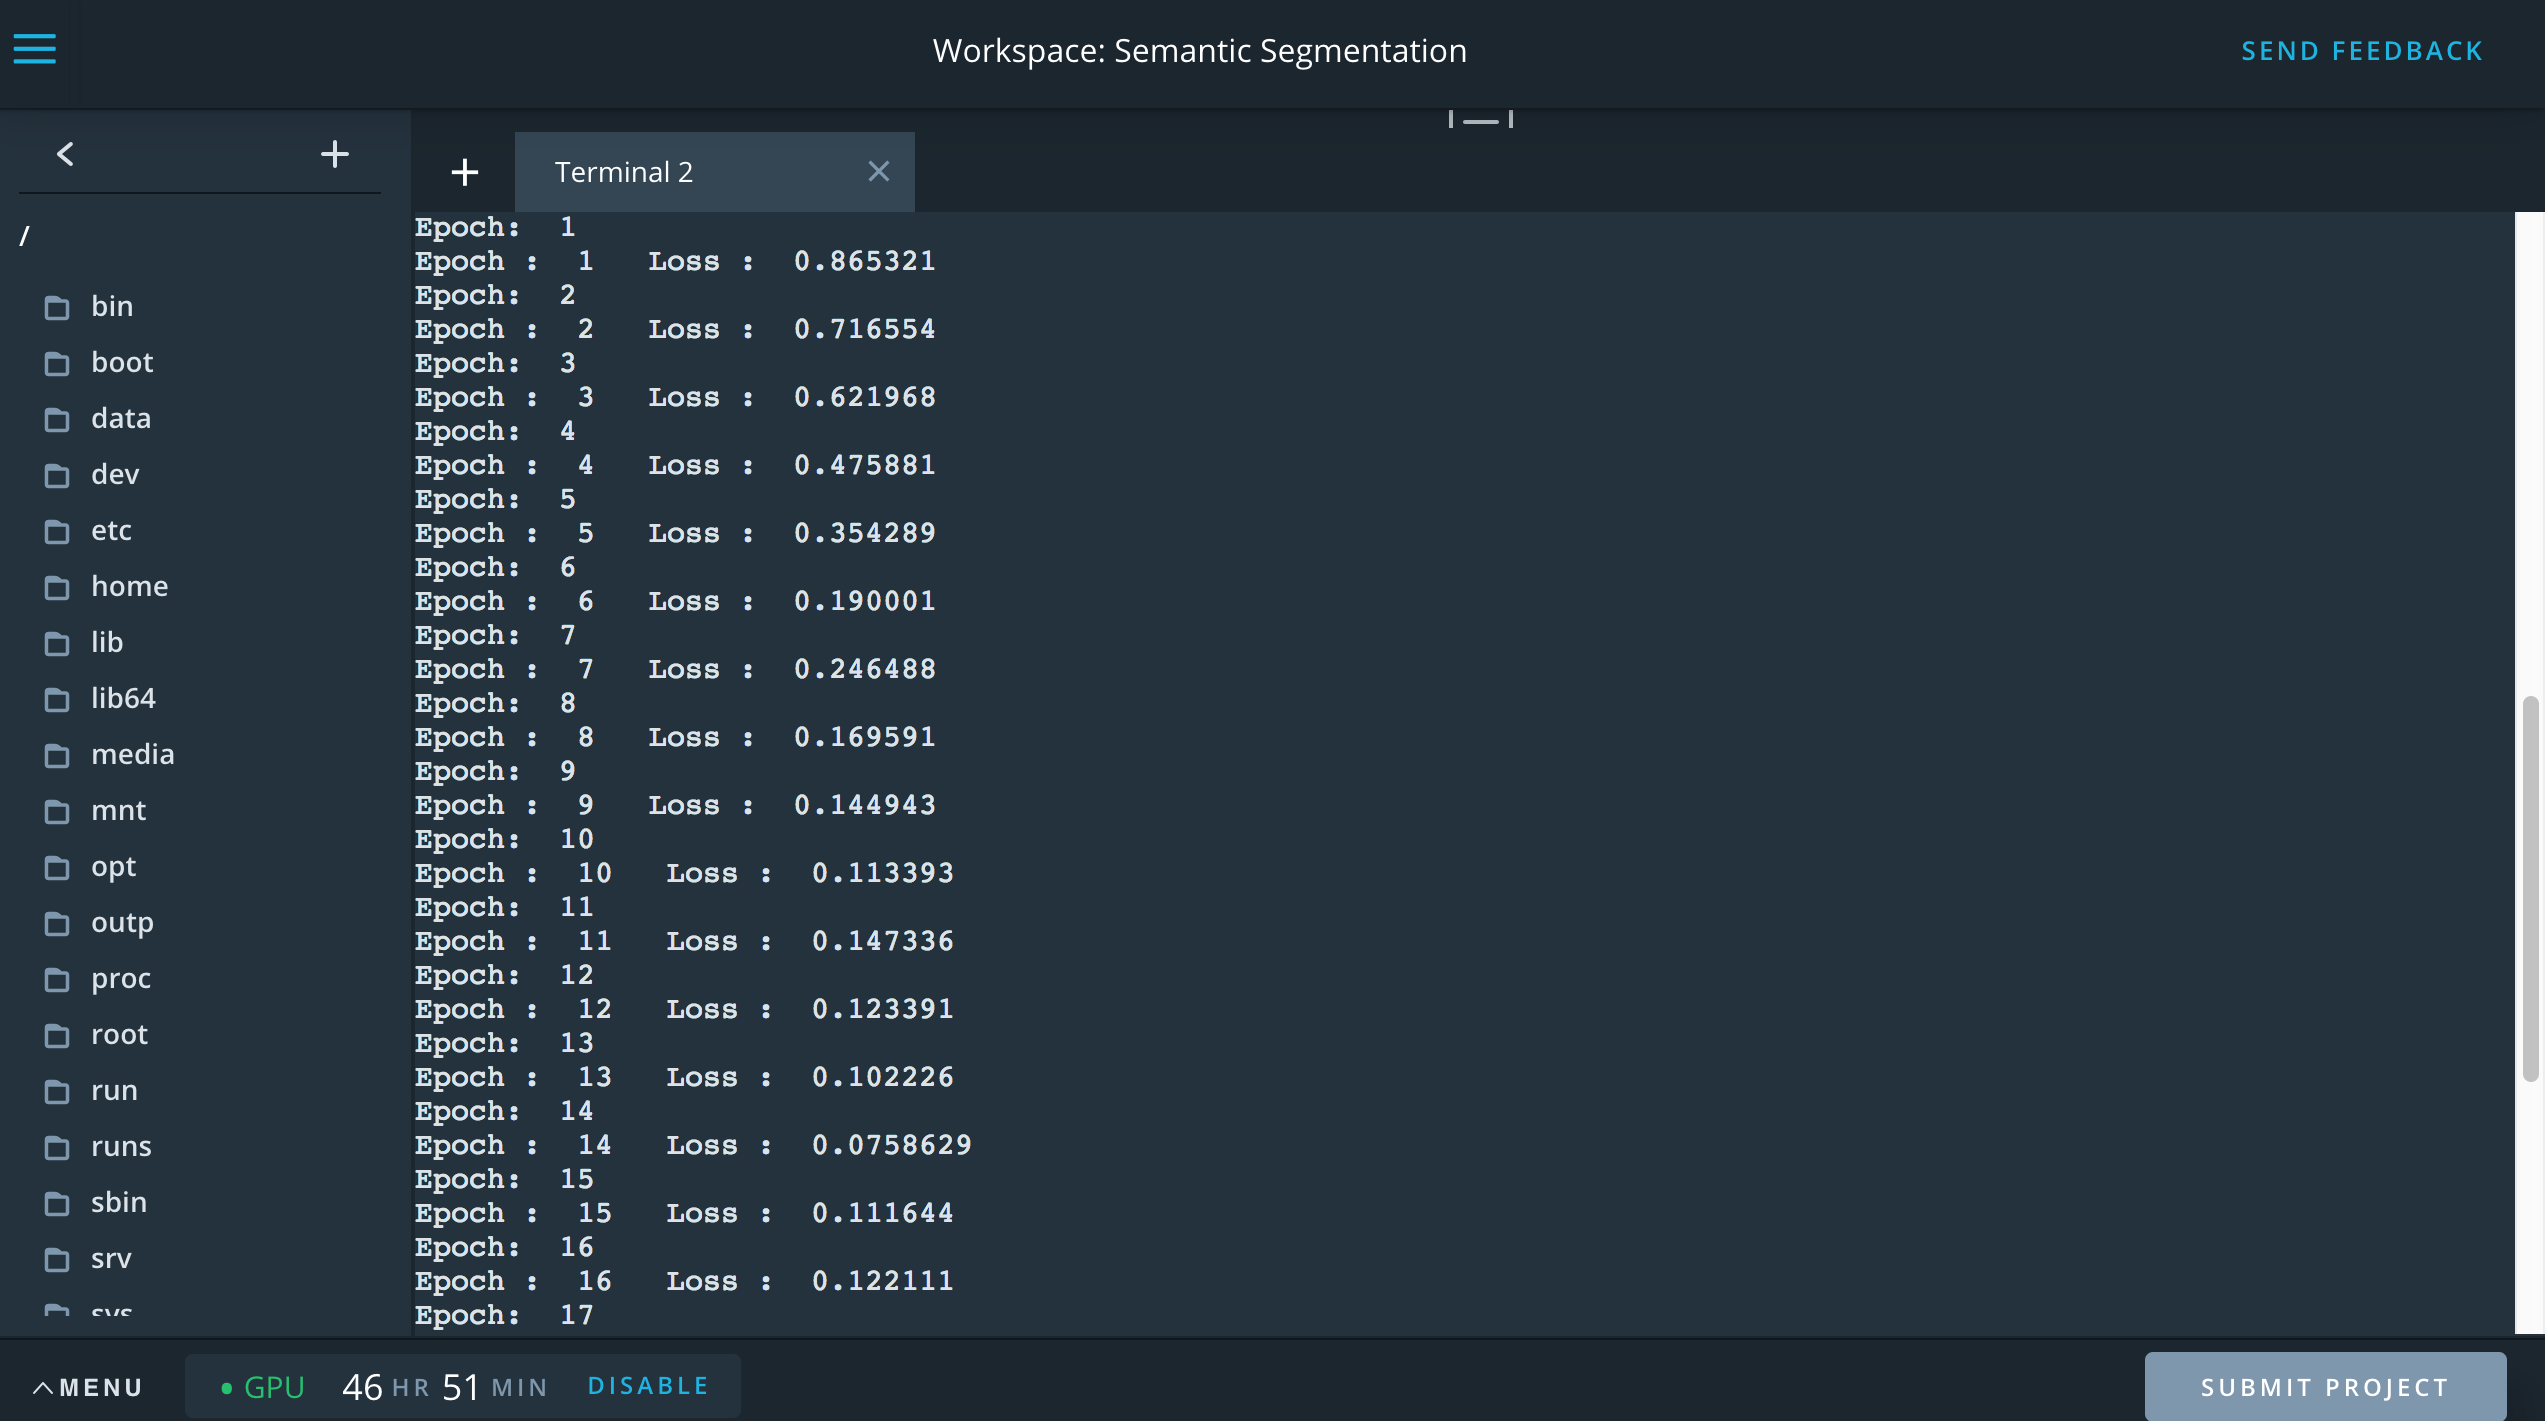 Workspace: Semantic Segmentation
SEND FEEDBACK
Terminal 2
/
bin
boot
data
dev
etc
home
lib
lib64
media
mnt
opt
outp
proc
root
run
runs
sbin
srv
sys
Epoch:  1
Epoch :  1   Loss :  0.865321
Epoch:  2
Epoch :  2   Loss :  0.716554
Epoch:  3
Epoch :  3   Loss :  0.621968
Epoch:  4
Epoch :  4   Loss :  0.475881
Epoch:  5
Epoch :  5   Loss :  0.354289
Epoch:  6
Epoch :  6   Loss :  0.190001
Epoch:  7
Epoch :  7   Loss :  0.246488
Epoch:  8
Epoch :  8   Loss :  0.169591
Epoch:  9
Epoch :  9   Loss :  0.144943
Epoch:  10
Epoch :  10   Loss :  0.113393
Epoch:  11
Epoch :  11   Loss :  0.147336
Epoch:  12
Epoch :  12   Loss :  0.123391
Epoch:  13
Epoch :  13   Loss :  0.102226
Epoch:  14
Epoch :  14   Loss :  0.0758629
Epoch:  15
Epoch :  15   Loss :  0.111644
Epoch:  16
Epoch :  16   Loss :  0.122111
Epoch:  17
MENU
GPU 46 HR 51 MIN DISABLE
SUBMIT PROJECT